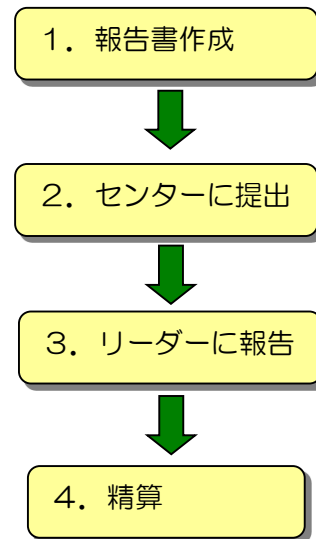 １．報告書作成
２．センターに提出
３．リーダーに報告
４．精算